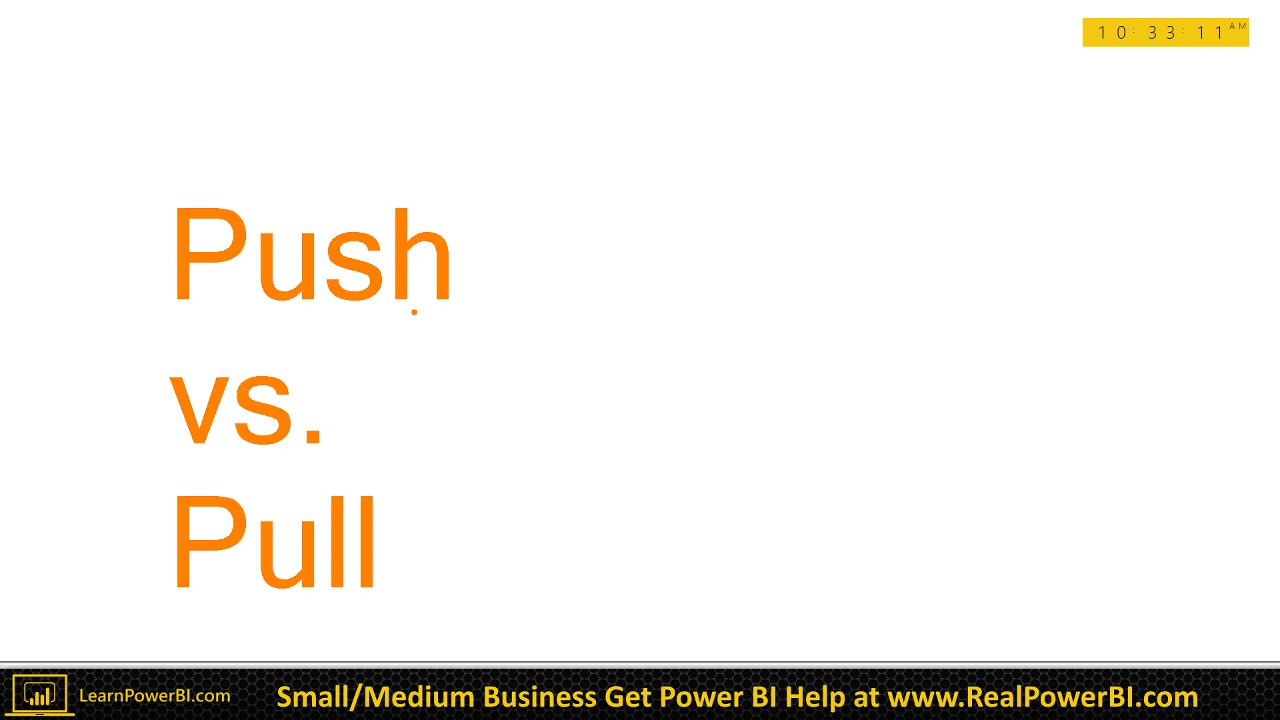 10:33:11 AM
Push
vs.
Pull
LearnPowerBI.com
Small/Medium Business Get Power BI Help at www.RealPowerBI.com